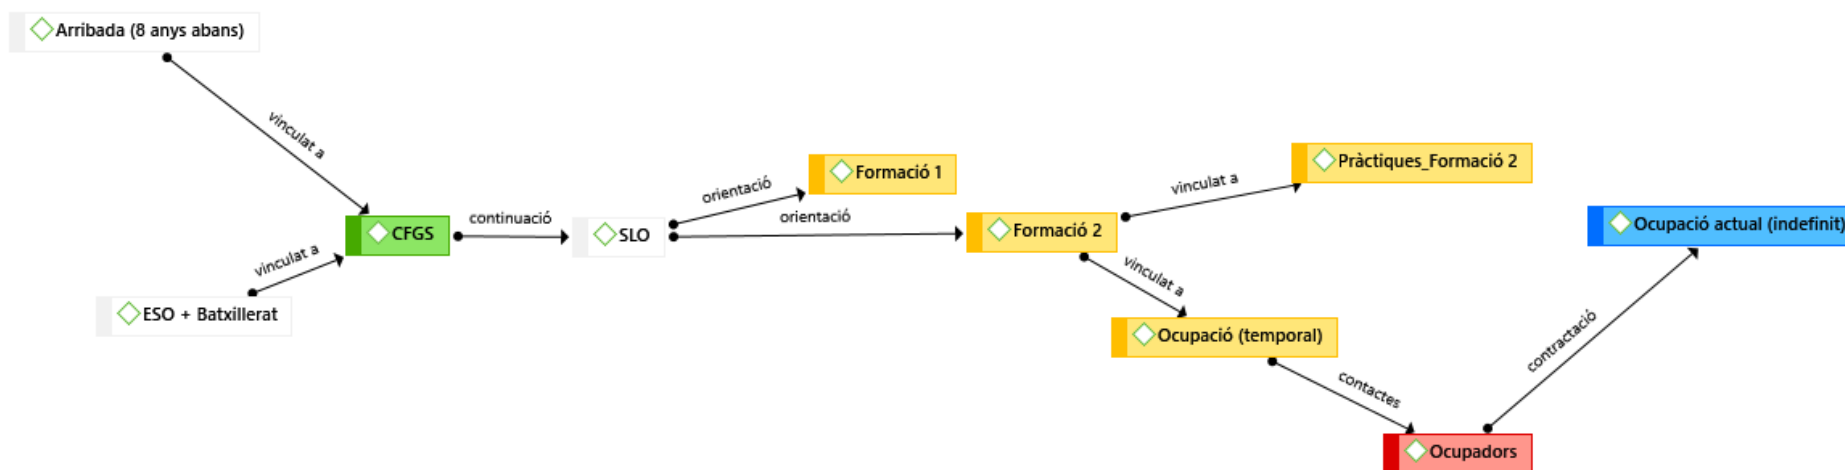 Arribada (8 anys abans)
vinculat a
CFGS
vinculat a
ESO + Batxillerat
continuació
SLO
orientació
Formació 1
orientació
Formació 2
vinculat a
Pràctiques_Formació 2
vinculat a
Ocupació (temporal)
contactes
Ocupadors
contractació
Ocupació actual (indefinit)